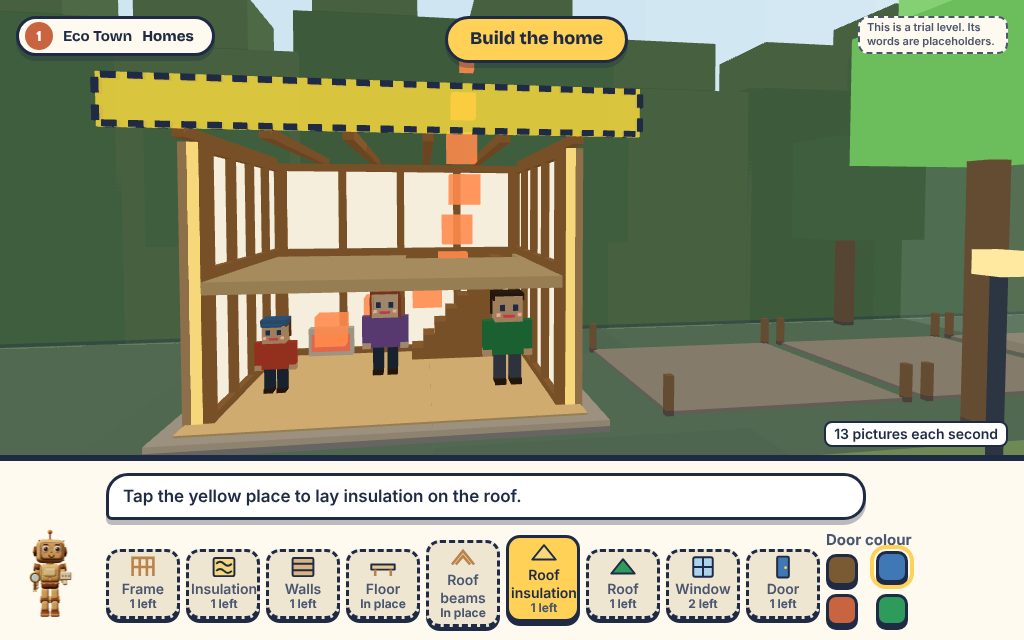 1 Eco Town Homes
Build the home
This is a trial level. Its
words are placeholders.
13 pictures each second
Tap the yellow place to lay insulation on the roof.
Door colour
Frame
1 left
Insulation
1 left
Walls
1 left
Floor
In place
Roof
beams
In place
Roof
insulation
1 left
Roof
1 left
Window
2 left
Door
1 left